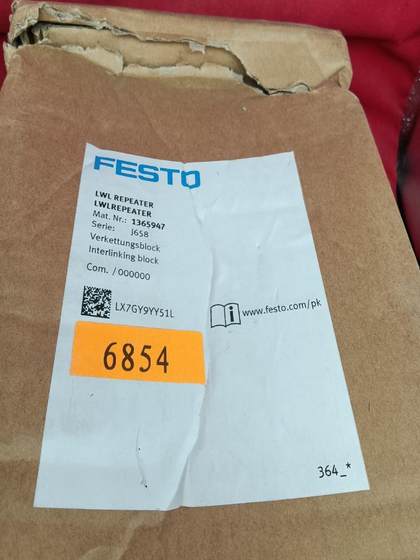 FESTO
LWL REPEATER
LWLREPEATER
Mat. Nr.: 1365947
Serie: J658
Verkettungsblock
Interlinking block
Com. / 000000
LX7GY9YY51L
i www.festo.com/pk
6854
364_*